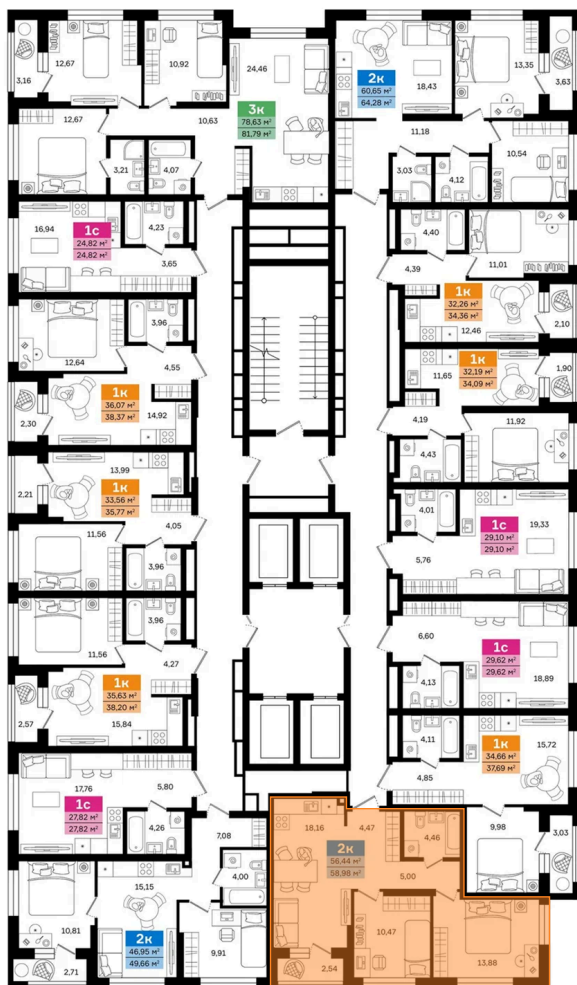 3,16
12,67
10,92
24,46
3к
78,63 м²
81,79 м²
12,67
10,63
3,21
4,07
2к
60,65 м²
64,28 м²
18,43
13,35
3,63
11,18
3,03
4,12
10,54
16,94
1с
24,82 м²
24,82 м²
4,23
3,65
4,40
11,01
4,39
1к
32,26 м²
34,36 м²
12,46
2,10
12,64
3,96
4,55
1к
36,07 м²
38,37 м²
14,92
2,30
11,65
1к
32,19 м²
34,09 м²
1,90
4,19
4,43
11,92
2,21
13,99
1к
33,56 м²
35,77 м²
4,05
11,56
3,96
4,01
1с
29,10 м²
29,10 м²
19,33
5,76
11,56
3,96
4,27
1к
35,63 м²
38,20 м²
15,84
2,57
6,60
1с
29,62 м²
29,62 м²
4,13
18,89
4,11
1к
34,66 м²
37,69 м²
15,72
4,85
9,98
3,03
17,76
1с
27,82 м²
27,82 м²
5,80
4,26
7,08
4,00
15,15
10,81
2к
46,95 м²
49,66 м²
9,91
2,71
18,16
4,47
2к
56,44 м²
58,98 м²
4,46
5,00
10,47
13,88
2,54